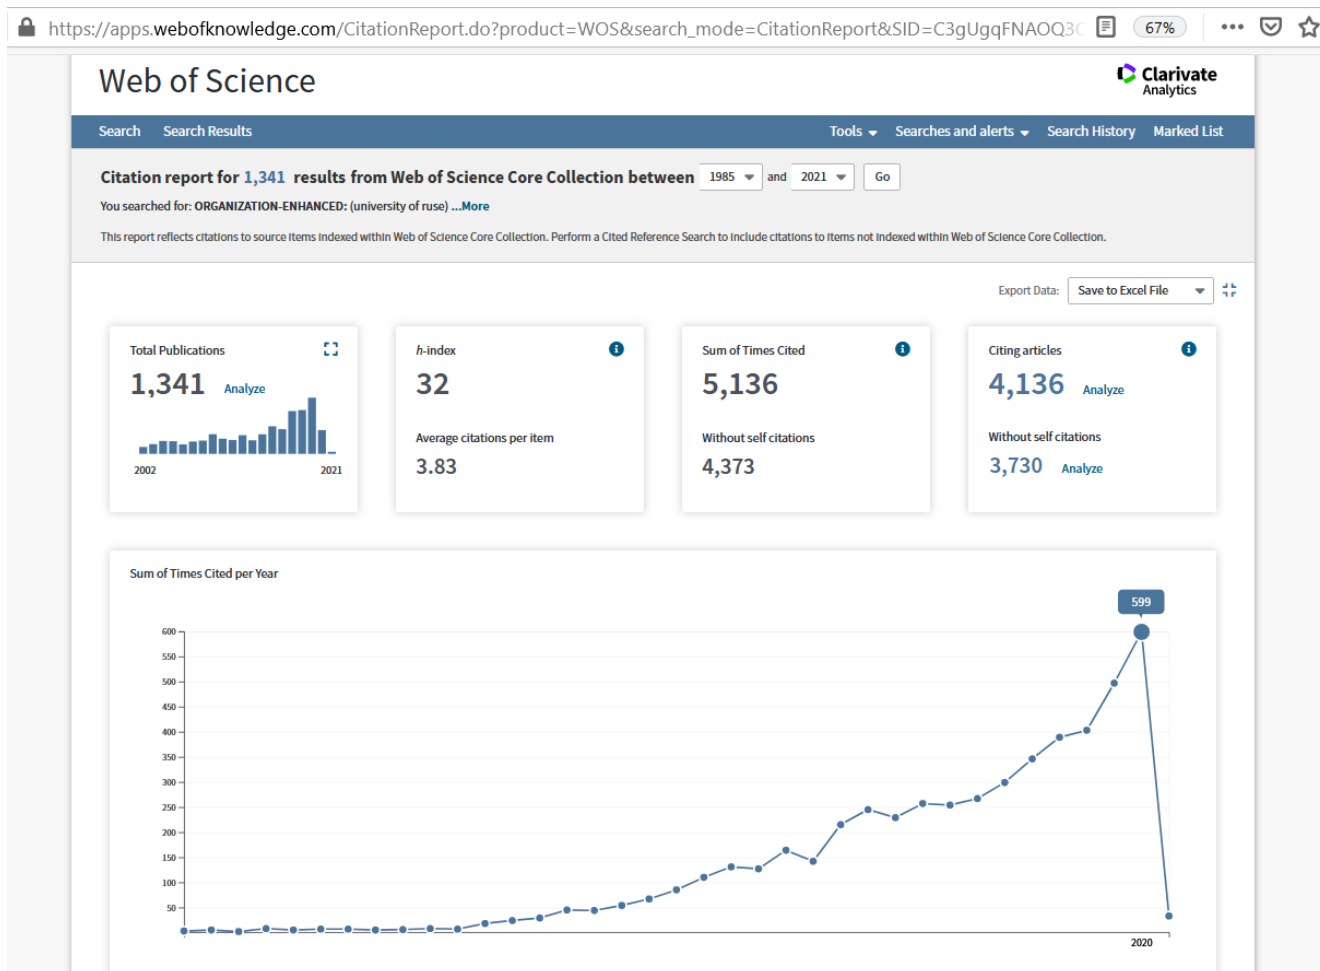 https://apps.webofknowledge.com/CitationReport.do?product=WOS&search_mode=CitationReport&SID=C3gUgqFNAOQ3C 67%
Web of Science
Clarivate
Analytics
Search Search Results Tools Searches and alerts Search History Marked List
Citation report for 1,341 results from Web of Science Core Collection between 1985 and 2021 Go
You searched for: ORGANIZATION-ENHANCED: (university of ruse) ...More
This report reflects citations to source items indexed within Web of Science Core Collection. Perform a Cited Reference Search to include citations to items not indexed within Web of Science Core Collection.
Export Data: Save to Excel File
Total Publications
1,341 Analyze
2002 2021
h-index
32
Average citations per item
3.83
Sum of Times Cited
5,136
Without self citations
4,373
Citing articles
4,136 Analyze
Without self citations
3,730 Analyze
Sum of Times Cited per Year
599
600
550
500
450
400
350
300
250
200
150
100
50
2020